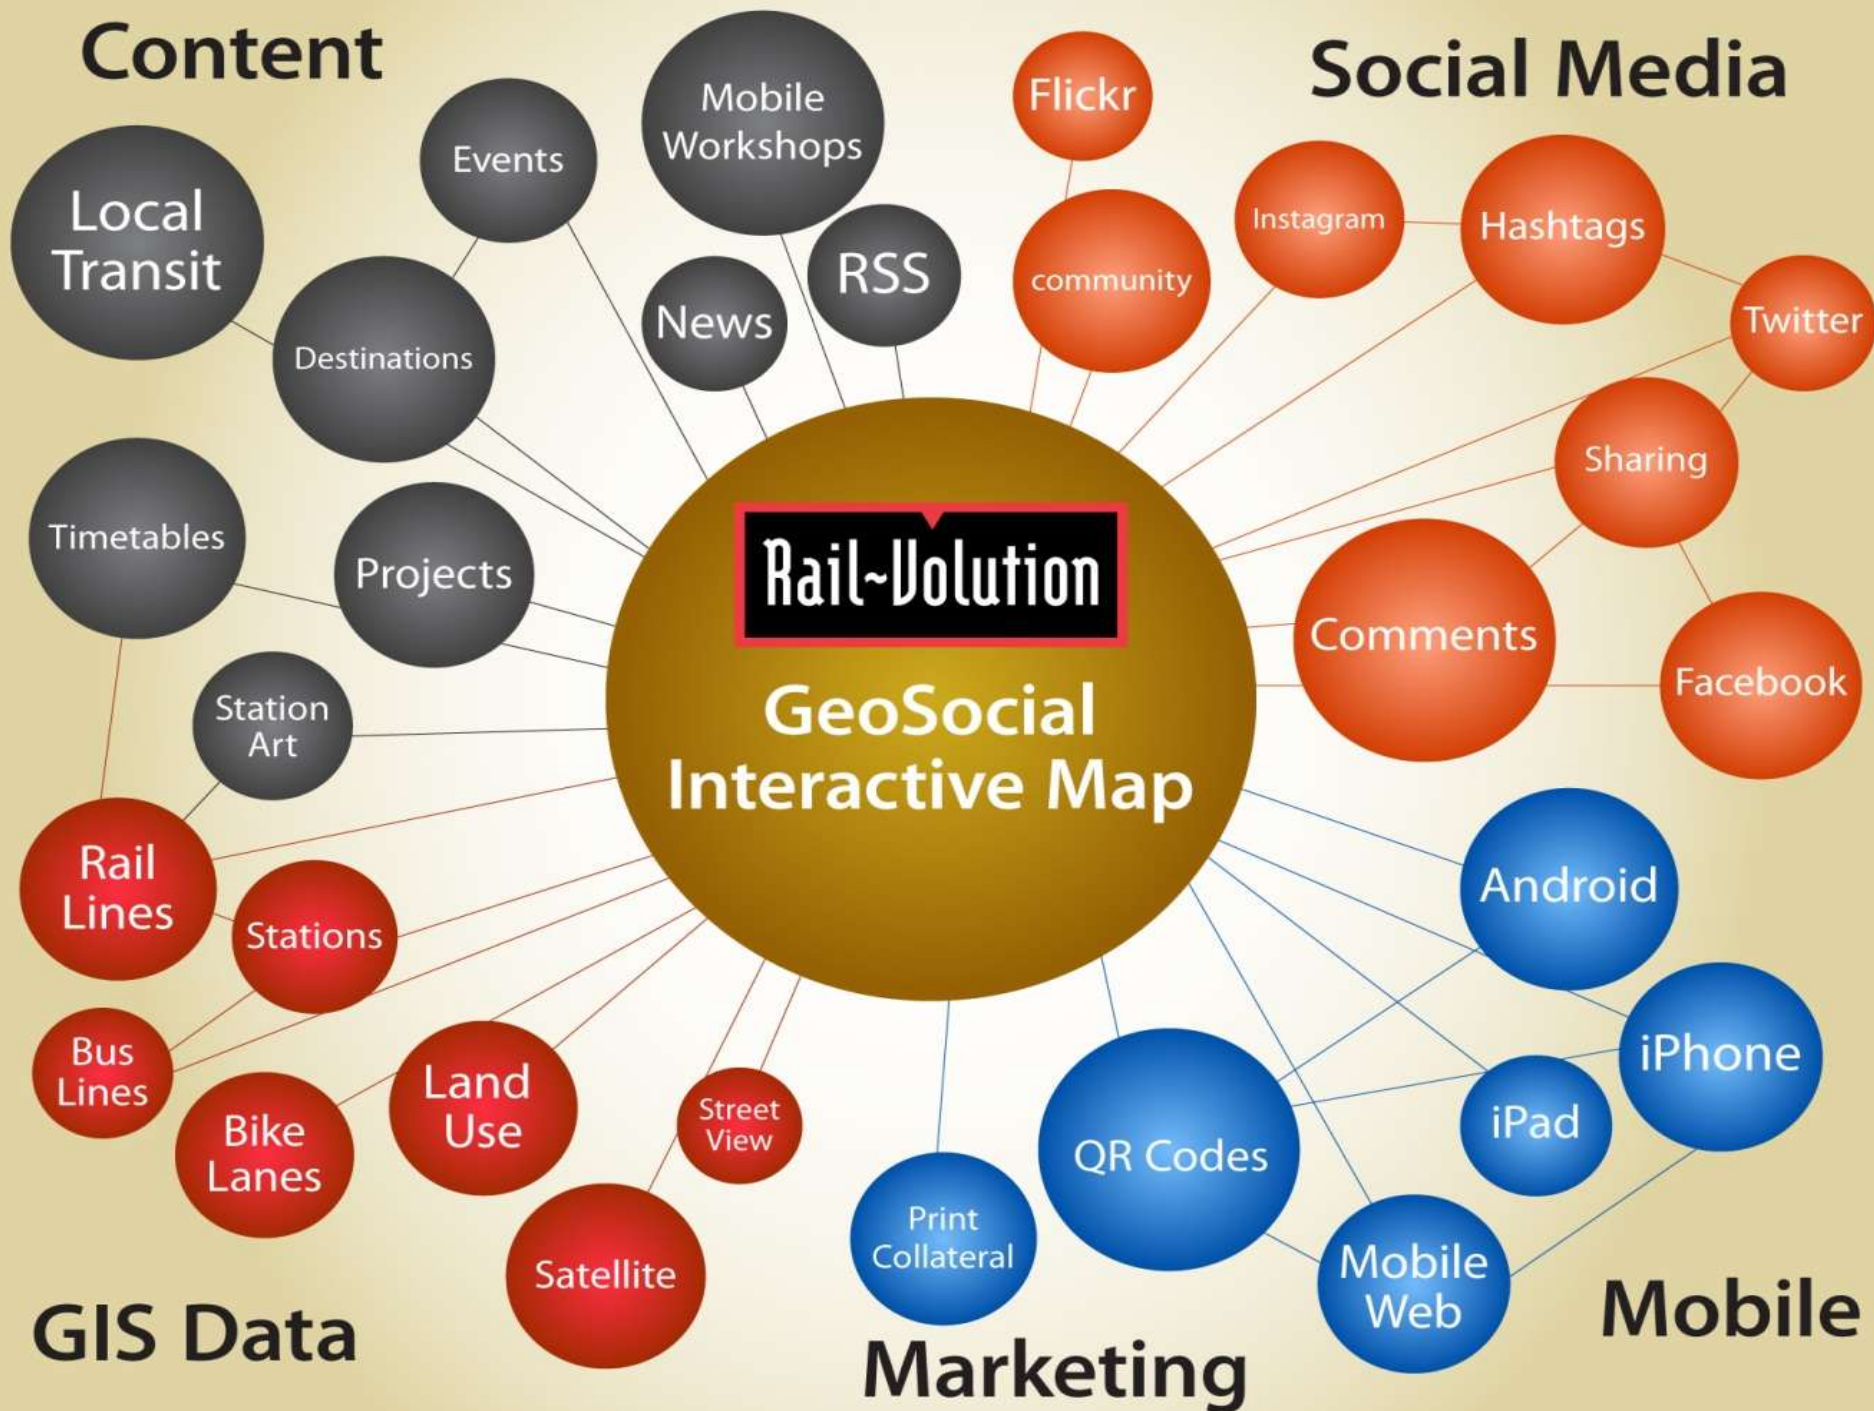 Content
Social Media
Mobile
Workshops
Flickr
Events
Local
Transit
Instagram
Hashtags
RSS
community
News
Twitter
Destinations
Sharing
Timetables
Projects
Rail~Volution
Comments
Facebook
GeoSocial
Interactive Map
Station
Art
Rail
Lines
Stations
Android
Bus
Lines
iPhone
Land
Use
Bike
Lanes
Street
View
iPad
QR Codes
Print
Collateral
Satellite
Mobile
Web
GIS Data
Marketing
Mobile